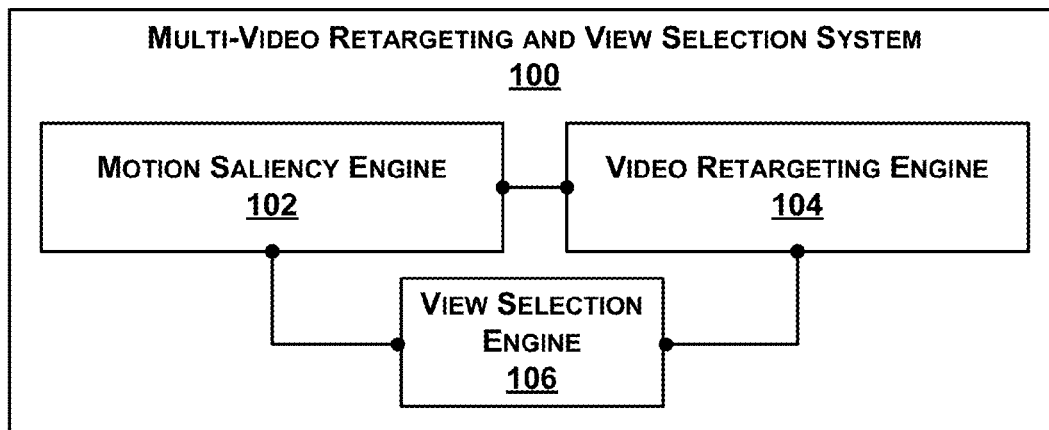 MULTI-VIDEO RETARGETING AND VIEW SELECTION SYSTEM
100
MOTION SALIENCY ENGINE
102
VIDEO RETARGETING ENGINE
104
VIEW SELECTION
ENGINE
106